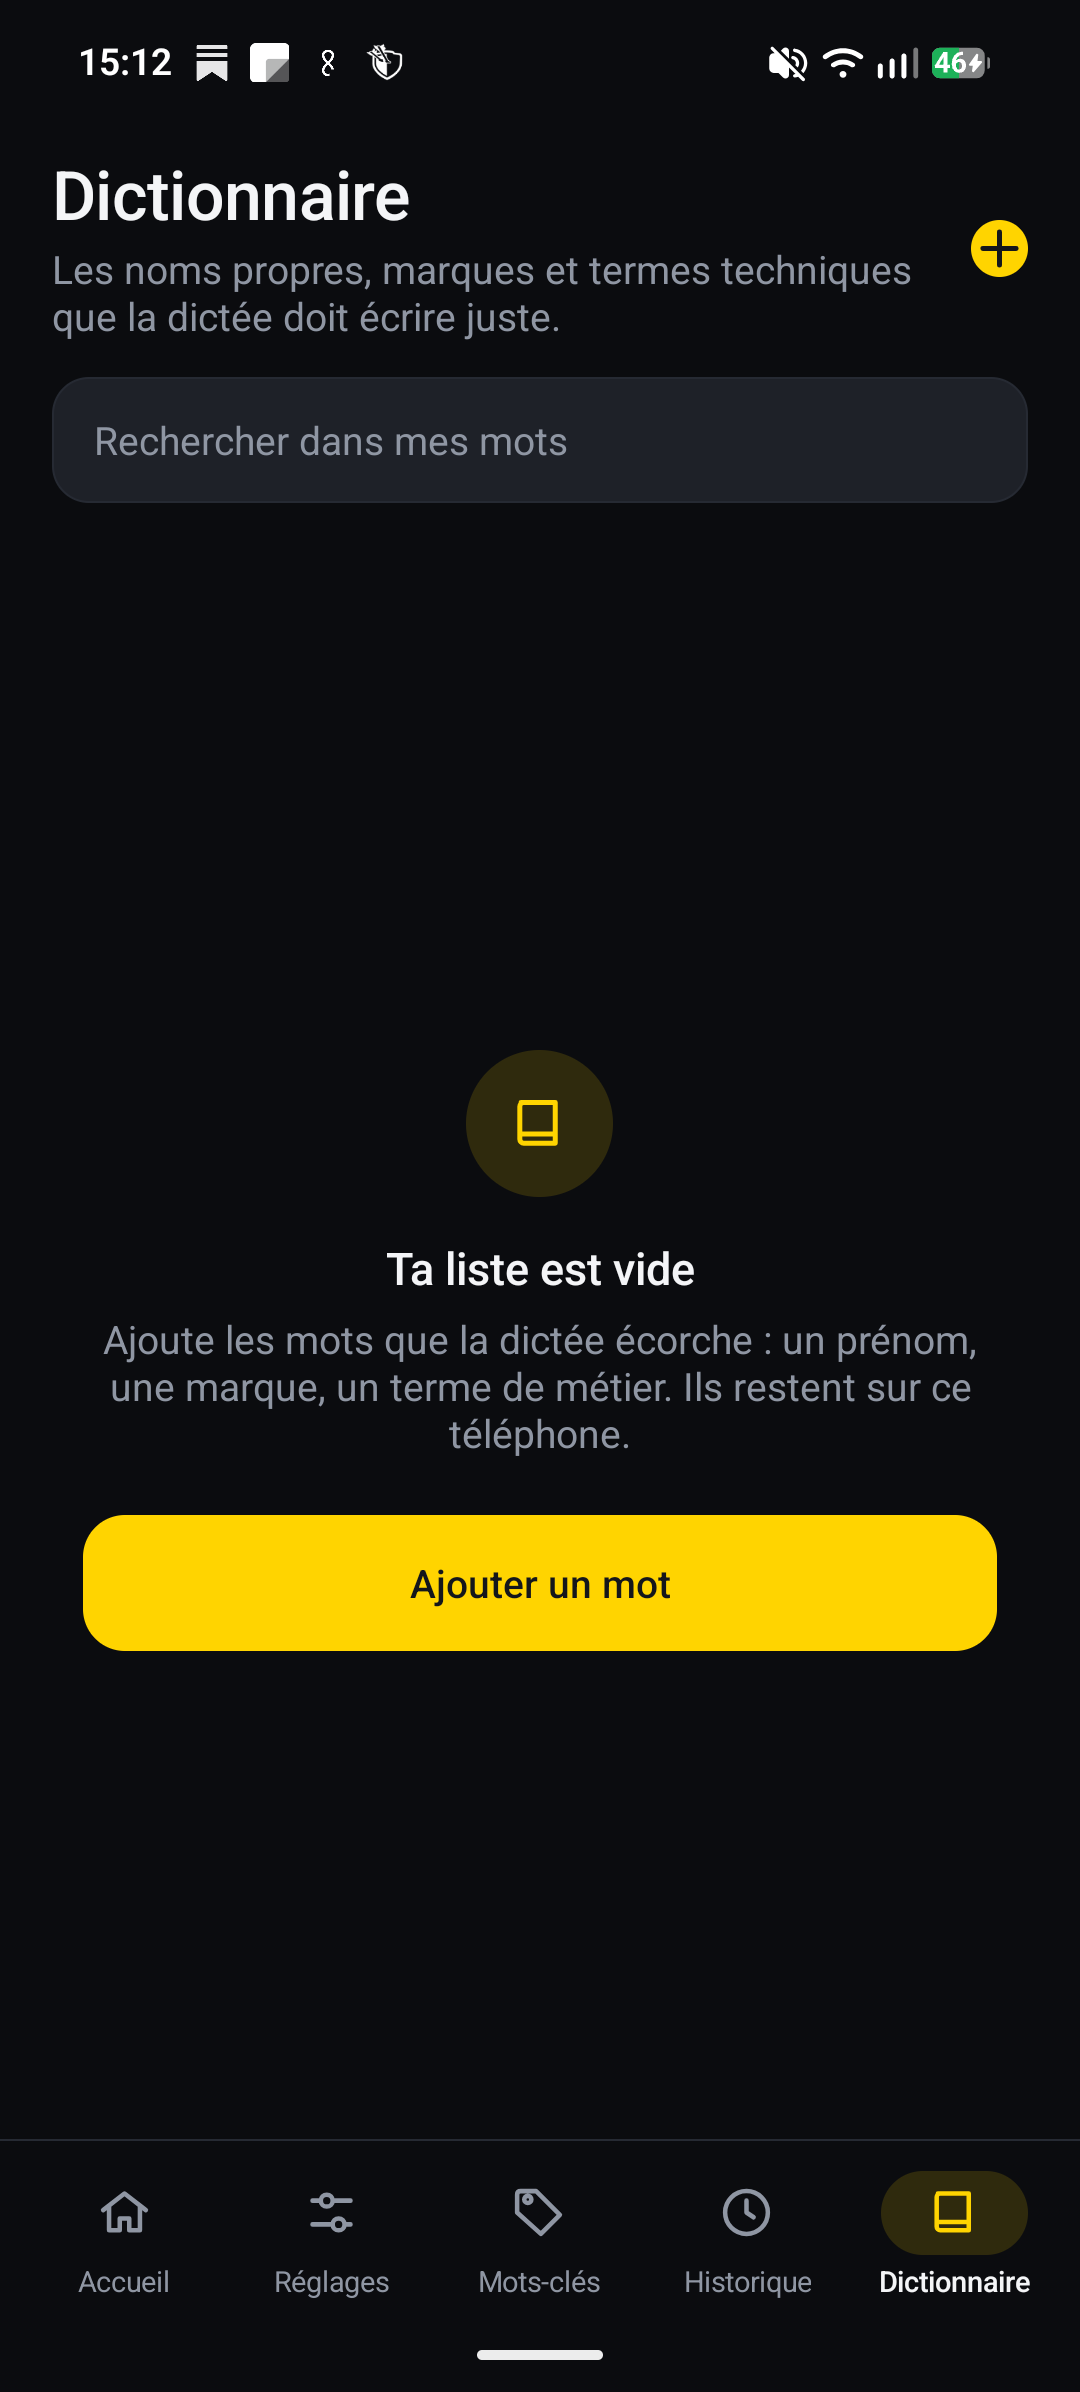 15:12
46
Dictionnaire
Les noms propres, marques et termes techniques
que la dictée doit écrire juste.
Rechercher dans mes mots
Ta liste est vide
Ajoute les mots que la dictée écorche : un prénom,
une marque, un terme de métier. Ils restent sur ce
téléphone.
Ajouter un mot
Accueil
Réglages
Mots-clés
Historique
Dictionnaire